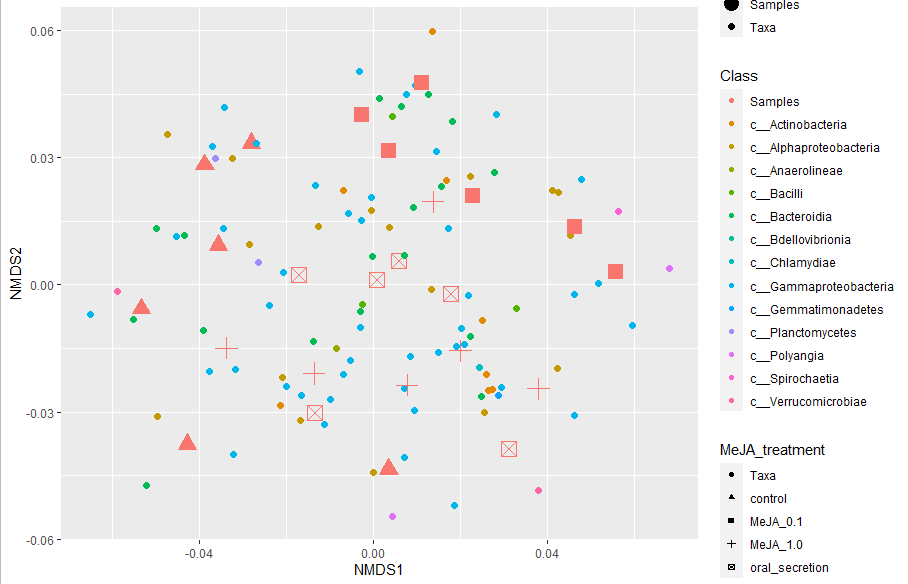 Samples
Taxa
Class
Samples
c__Actinobacteria
c__Alphaproteobacteria
c__Anaerolineae
c__Bacilli
c__Bacteroidia
c__Bdellovibrionia
c__Chlamydiae
c__Gammaproteobacteria
c__Gemmatimonadetes
c__Planctomycetes
c__Polyangia
c__Spirochaetia
c__Verrucomicrobiae
MeJA_treatment
Taxa
control
MeJA_0.1
MeJA_1.0
oral_secretion
0.06
0.03
0.00
-0.03
-0.06
NMDS2
-0.04 0.00 0.04
NMDS1